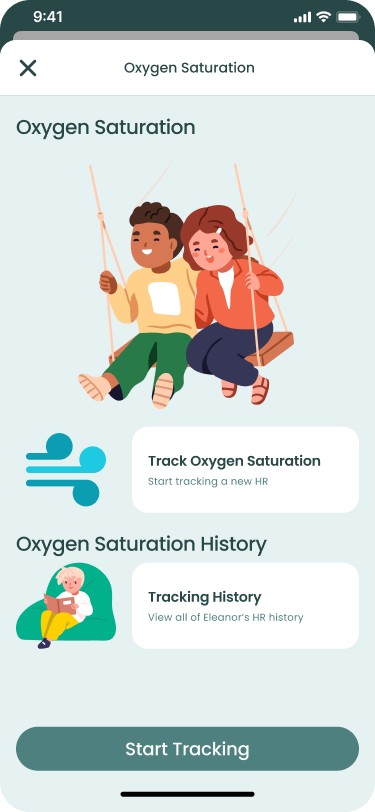 9:41
Oxygen Saturation
Oxygen Saturation
Track Oxygen Saturation
Start tracking a new HR
Oxygen Saturation History
Tracking History
View all of Eleanor's HR history
Start Tracking